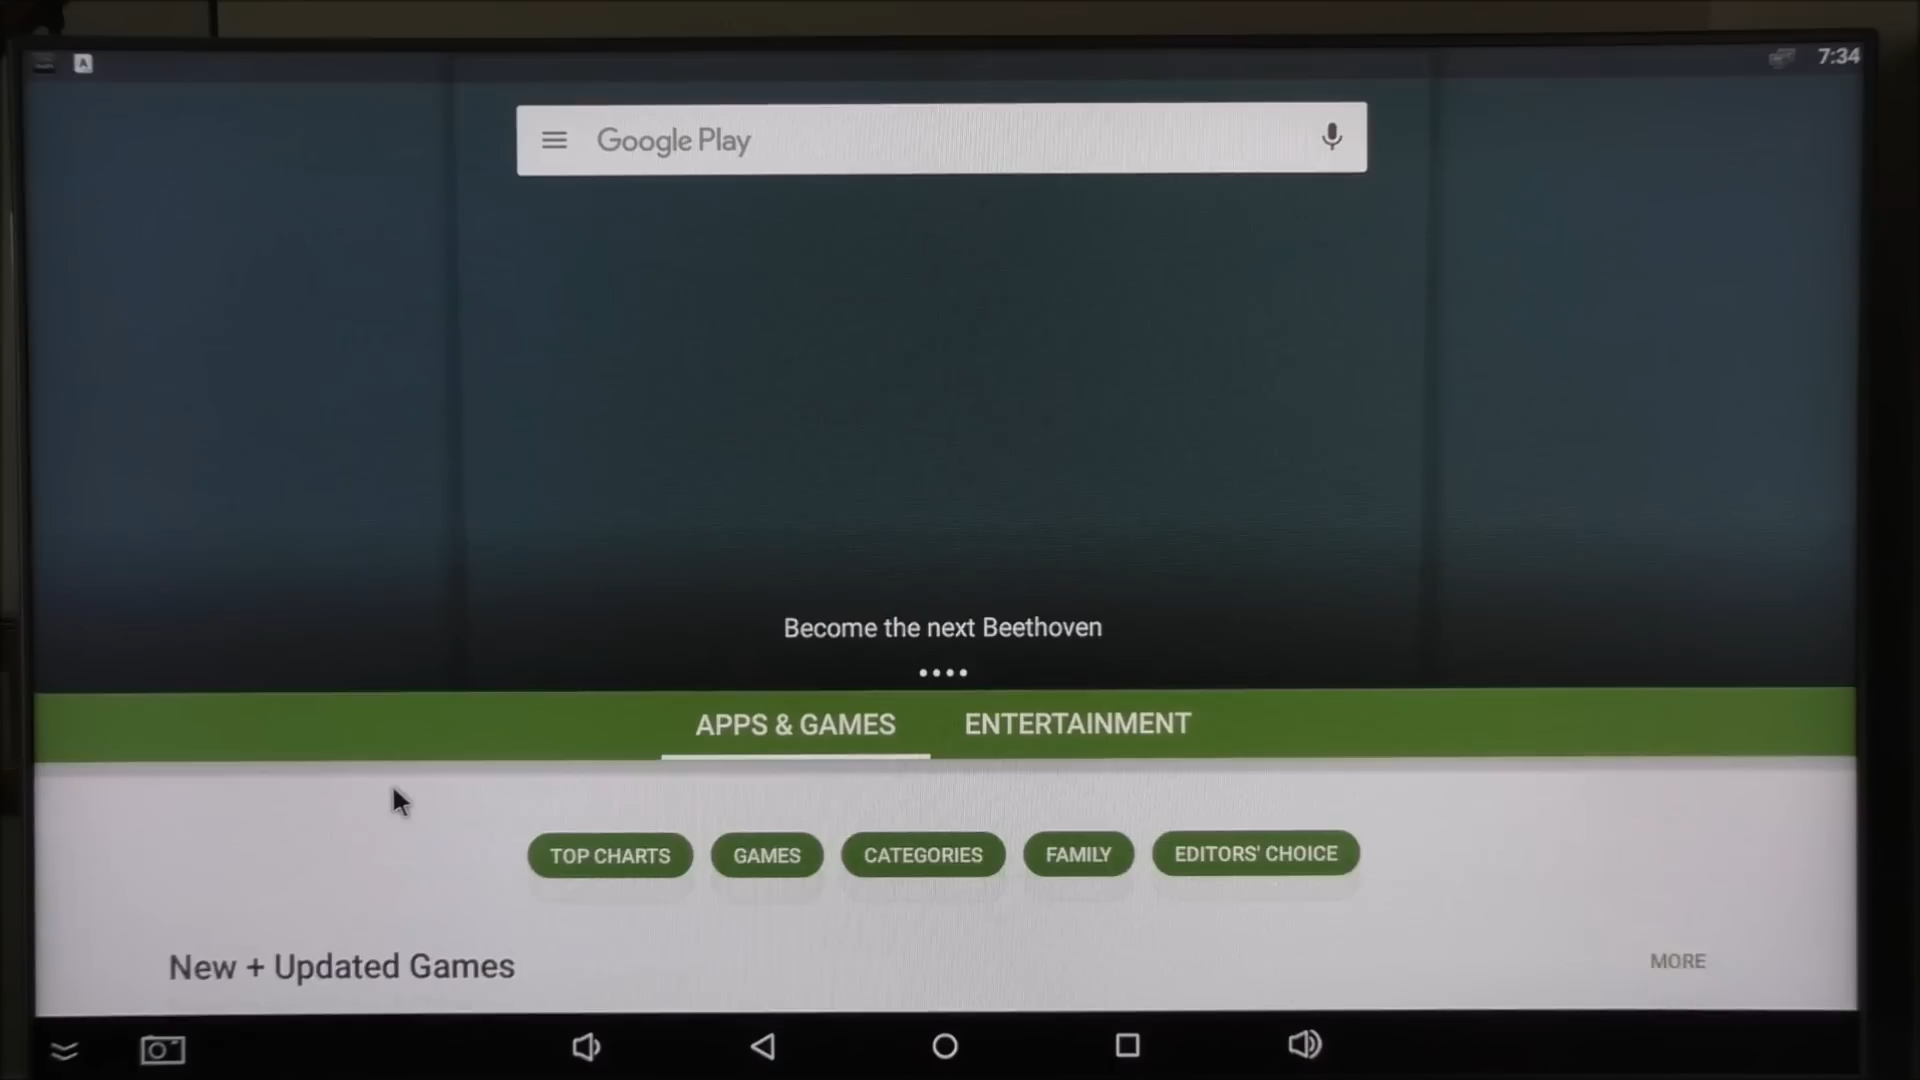 A
7:34
Google Play
Become the next Beethoven
APPS & GAMES ENTERTAINMENT
TOP CHARTS GAMES CATEGORIES FAMILY EDITORS' CHOICE
New + Updated Games MORE